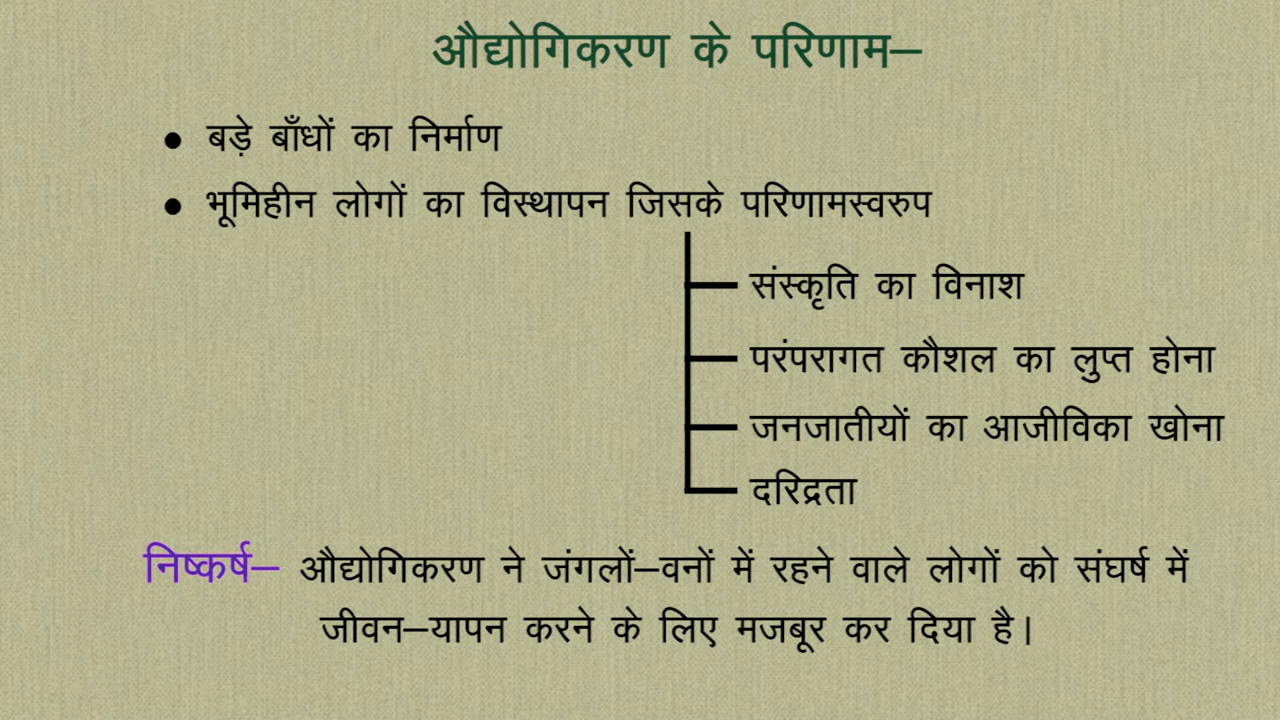 औद्योगिकरण के परिणाम–
• बड़े बाँधों का निर्माण
• भूमिहीन लोगों का विस्थापन जिसके परिणामस्वरुप
संस्कृति का विनाश
परंपरागत कौशल का लुप्त होना
जनजातीयों का आजीविका खोना
दरिद्रता
निष्कर्ष– औद्योगिकरण ने जंगलों–वनों में रहने वाले लोगों को संघर्ष में
जीवन–यापन करने के लिए मजबूर कर दिया है।